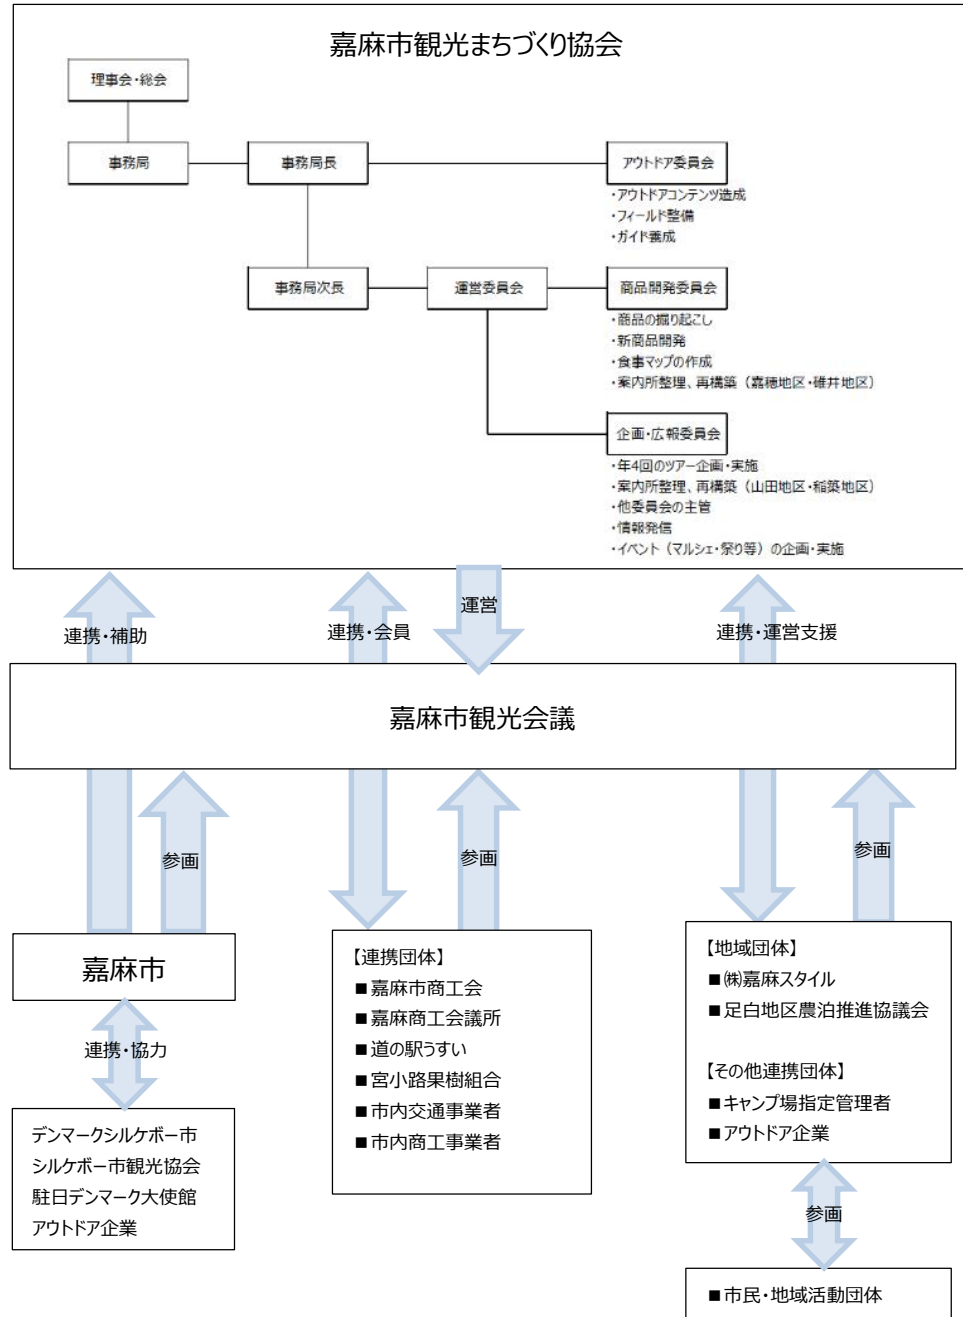 嘉麻市観光まちづくり協会
理事会・総会
事務局
事務局長
アウトドア委員会
・アウトドアコンテンツ造成
・フィールド整備
・ガイド養成
事務局次長
運営委員会
商品開発委員会
・商品の掘り起こし
・新商品開発
・食事マップの作成
・案内所整理、再構築（嘉穂地区・碓井地区）
企画・広報委員会
・年4回のツアー企画・実施
・案内所整理、再構築（山田地区・稲築地区）
・他委員会の主管
・情報発信
・イベント（マルシェ・祭り等）の企画・実施
連携・補助
連携・会員
運営
連携・運営支援
嘉麻市観光会議
参画
参画
参画
嘉麻市
連携・協力
デンマークシルケボー市
シルケボー市観光協会
駐日デンマーク大使館
アウトドア企業
【連携団体】
■嘉麻市商工会
■嘉麻商工会議所
■道の駅うすい
■宮小路果樹組合
■市内交通事業者
■市内商工事業者
【地域団体】
■㈱嘉麻スタイル
■足白地区農泊推進協議会
【その他連携団体】
■キャンプ場指定管理者
■アウトドア企業
参画
■市民・地域活動団体